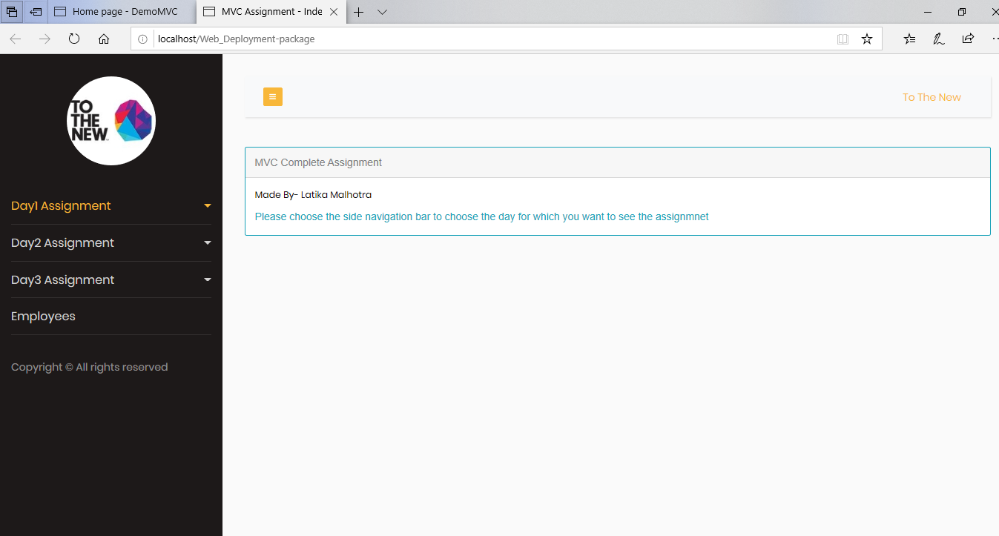 Home page - DemoMVC
MVC Assignment - Inde
localhost/Web_Deployment-package
TO
THE
NEW
Day1 Assignment
Day2 Assignment
Day3 Assignment
Employees
Copyright © All rights reserved
To The New
MVC Complete Assignment
Made By- Latika Malhotra
Please choose the side navigation bar to choose the day for which you want to see the assignmnet